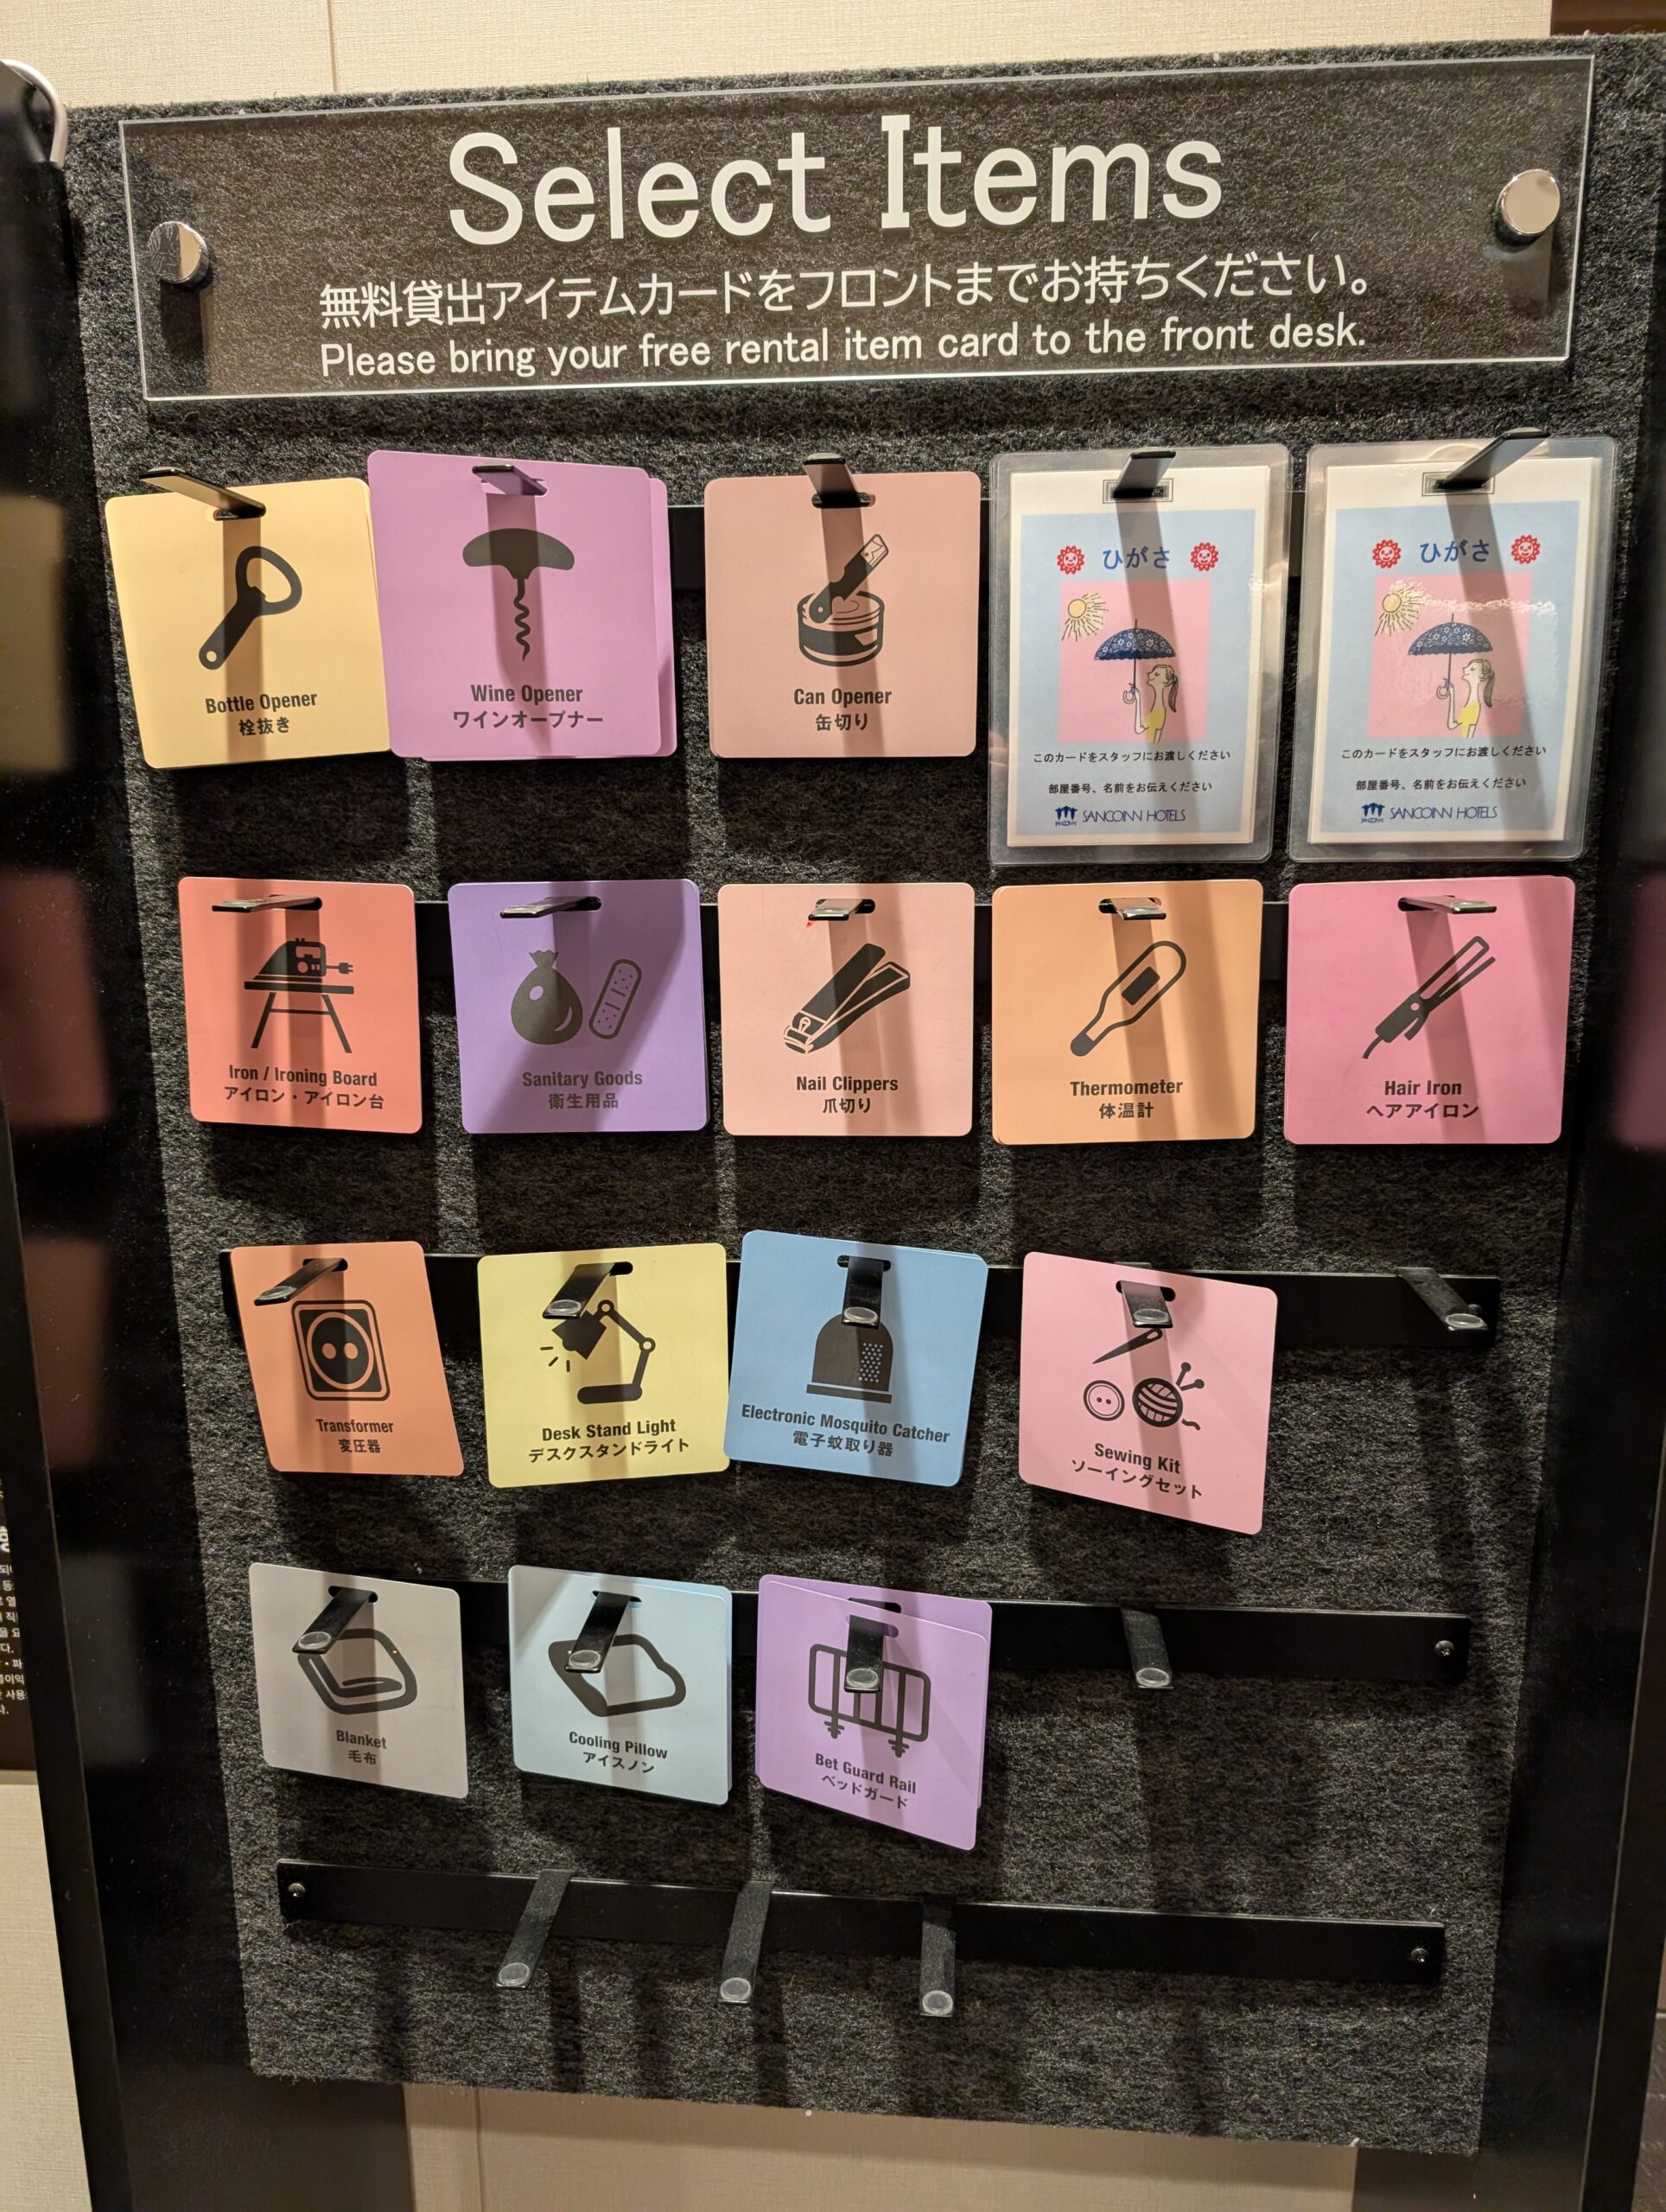 Select Items
無料貸出アイテムカードをフロントまでお持ちください。
Please bring your free rental item card to the front desk.
Bottle Opener
栓抜き
Wine Opener
ワインオープナー
Can Opener
缶切り
ひがさ
このカードをスタッフにお渡しください
部屋番号、名前をお伝えください
SANCOINN HOTELS
ひがさ
このカードをスタッフにお渡しください
部屋番号、名前をお伝えください
SANCOINN HOTELS
Iron / Ironing Board
アイロン・アイロン台
Sanitary Goods
衛生用品
Nail Clippers
爪切り
Thermometer
体温計
Hair Iron
ヘアアイロン
Transformer
変圧器
Desk Stand Light
デスクスタンドライト
Electronic Mosquito Catcher
電子蚊取り器
Sewing Kit
ソーイングセット
Blanket
毛布
Cooling Pillow
アイスノン
Bet Guard Rail
ベッドガード